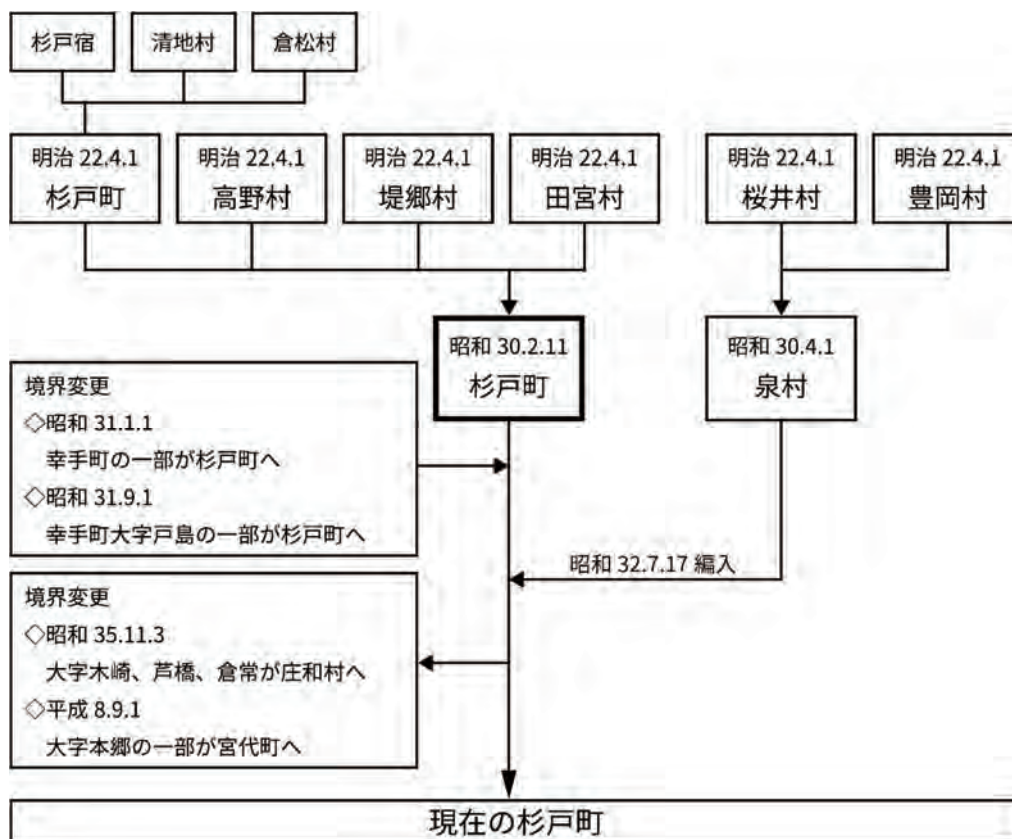 杉戸宿
清地村
倉松村
明治 22.4.1
杉戸町
明治 22.4.1
高野村
明治 22.4.1
堤郷村
明治 22.4.1
田宮村
明治 22.4.1
桜井村
明治 22.4.1
豊岡村
昭和 30.2.11
杉戸町
昭和 30.4.1
泉村
境界変更
◇昭和 31.1.1
幸手町の一部が杉戸町へ
◇昭和 31.9.1
幸手町大字戸島の一部が杉戸町へ
昭和 32.7.17 編入
境界変更
◇昭和 35.11.3
大字木崎、芦橋、倉常が庄和村へ
◇平成 8.9.1
大字本郷の一部が宮代町へ
現在の杉戸町